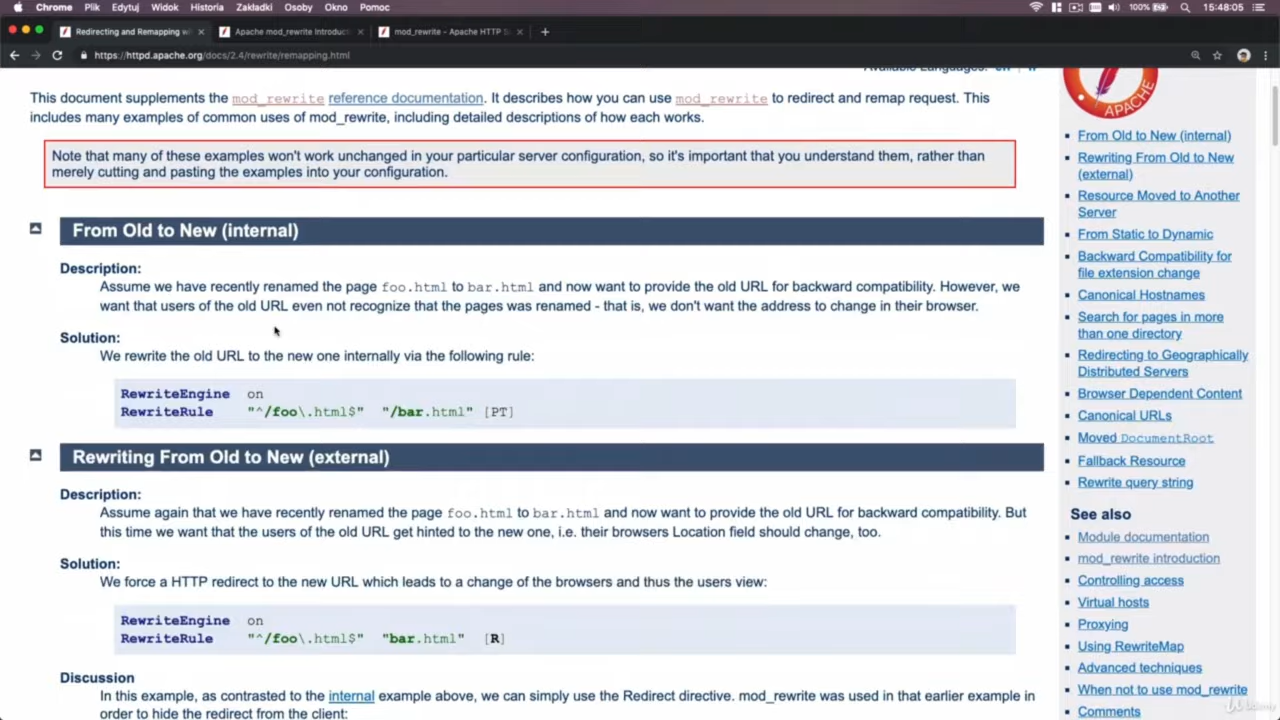 Chrome Plik Edytuj Widok Historia Zakładki Osoby Okno Pomoc 100% 15:48:05
Redirecting and Remapping wi Apache mod_rewrite Introduct mod_rewrite - Apache HTTP S
https://httpd.apache.org/docs/2.4/rewrite/remapping.html
Available Languages: en | fr
This document supplements the mod_rewrite reference documentation. It describes how you can use mod_rewrite to redirect and remap request. This
includes many examples of common uses of mod_rewrite, including detailed descriptions of how each works.
Note that many of these examples won't work unchanged in your particular server configuration, so it's important that you understand them, rather than
merely cutting and pasting the examples into your configuration.
From Old to New (internal)
Description:
Assume we have recently renamed the page foo.html to bar.html and now want to provide the old URL for backward compatibility. However, we
want that users of the old URL even not recognize that the pages was renamed - that is, we don't want the address to change in their browser.
Solution:
We rewrite the old URL to the new one internally via the following rule:
RewriteEngine on
RewriteRule "^/foo\.html$" "/bar.html" [PT]
Rewriting From Old to New (external)
Description:
Assume again that we have recently renamed the page foo.html to bar.html and now want to provide the old URL for backward compatibility. But
this time we want that the users of the old URL get hinted to the new one, i.e. their browsers Location field should change, too.
Solution:
We force a HTTP redirect to the new URL which leads to a change of the browsers and thus the users view:
RewriteEngine on
RewriteRule "^/foo\.html$" "bar.html" [R]
Discussion
In this example, as contrasted to the internal example above, we can simply use the Redirect directive. mod_rewrite was used in that earlier example in
order to hide the redirect from the client:
APACHE
From Old to New (internal)
Rewriting From Old to New
(external)
Resource Moved to Another
Server
From Static to Dynamic
Backward Compatibility for
file extension change
Canonical Hostnames
Search for pages in more
than one directory
Redirecting to Geographically
Distributed Servers
Browser Dependent Content
Canonical URLs
Moved DocumentRoot
Fallback Resource
Rewrite query string
See also
Module documentation
mod_rewrite introduction
Controlling access
Virtual hosts
Proxying
Using RewriteMap
Advanced techniques
When not to use mod_rewrite
Comments
Udemy